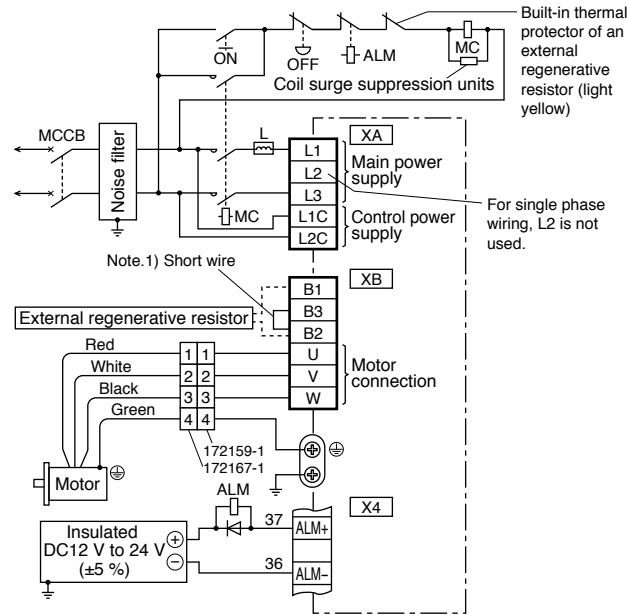 Built-in thermal
protector of an
external
regenerative
resistor (light
yellow)
ON
OFF
ALM
MC
Coil surge suppression units
MCCB
Noise filter
L
MC
XA
L1
L2
L3
L1C
L2C
Main power
supply
Control power
supply
For single phase
wiring, L2 is not
used.
Note.1) Short wire
XB
B1
B3
B2
U
V
W
External regenerative resistor
Motor
connection
Red
White
Black
Green
1 1
2 2
3 3
4 4
172159-1
172167-1
Motor
ALM
X4
Insulated
DC12 V to 24 V
(±5 %)
+
−
37
ALM+
36
ALM−